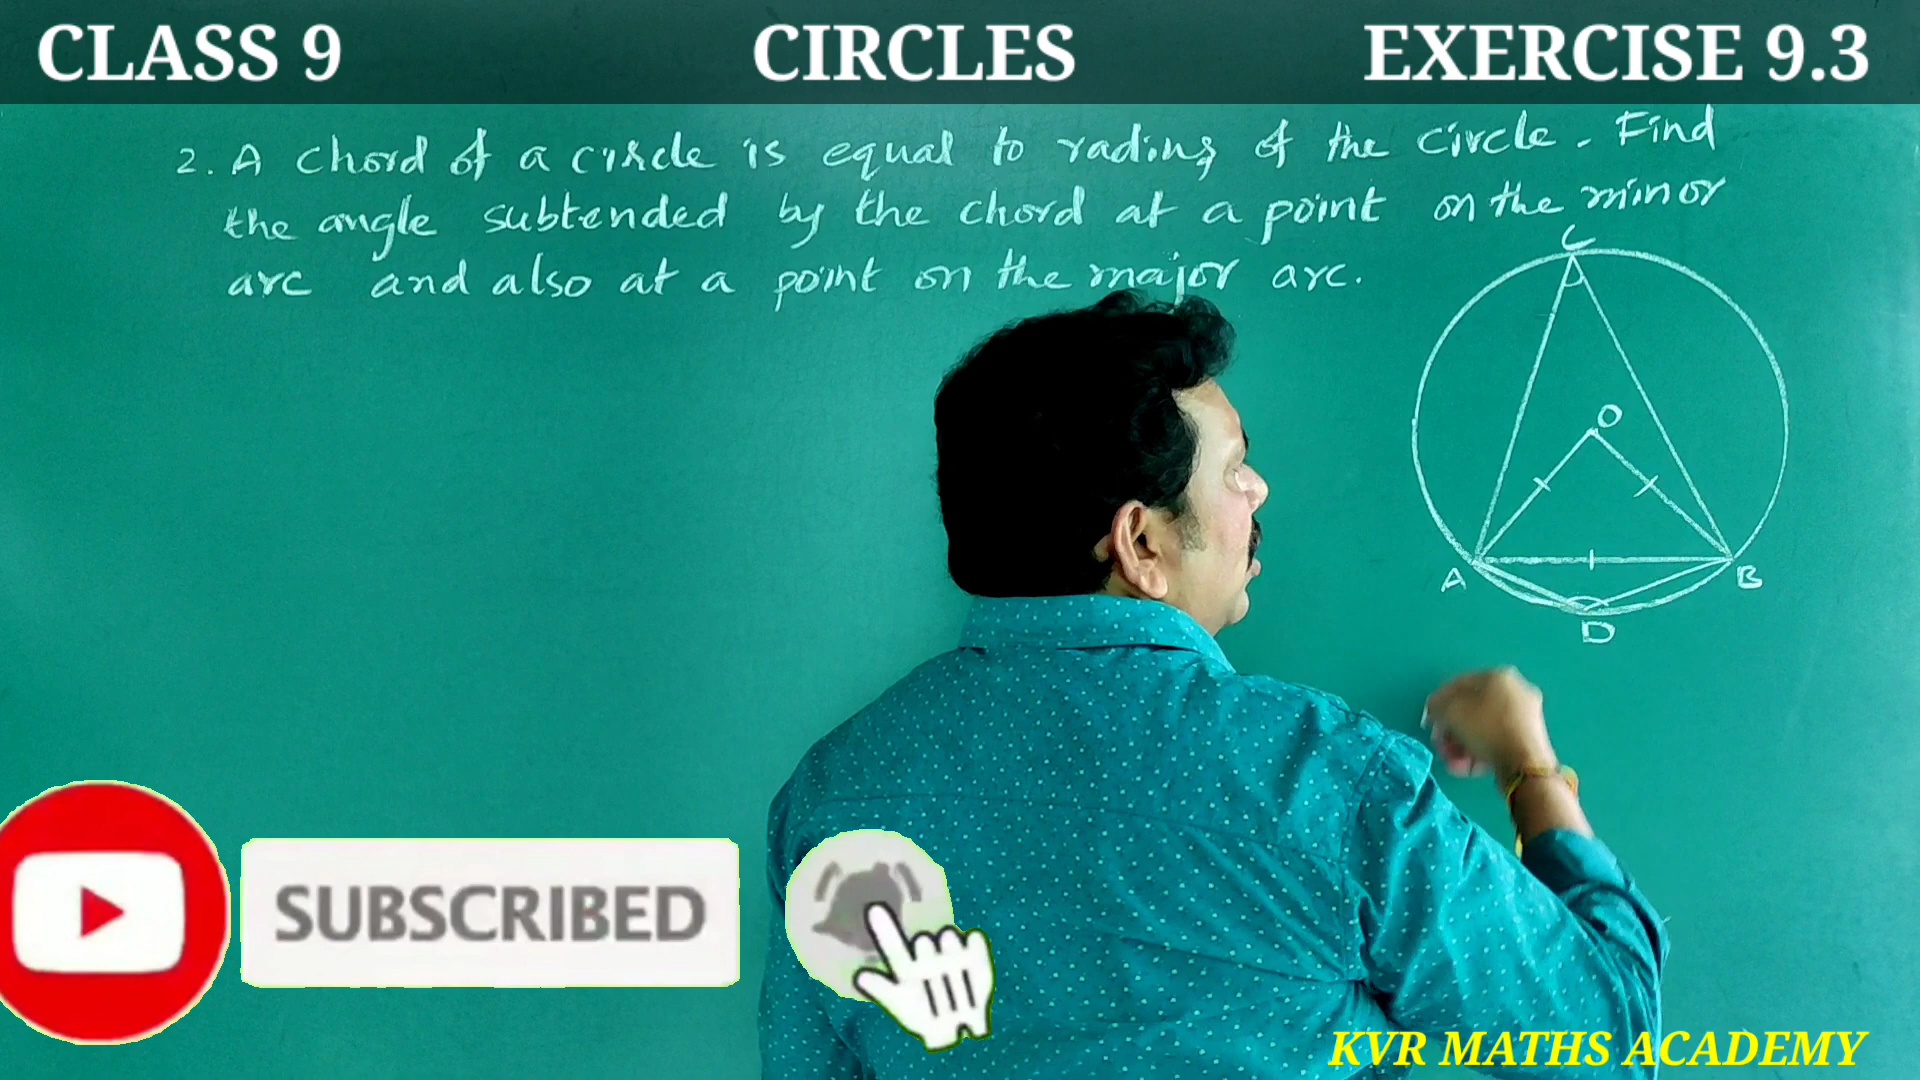 CLASS 9 CIRCLES EXERCISE 9.3
2. A chord of a circle is equal to radius of the circle. Find
the angle subtended by the chord at a point on the minor
arc and also at a point on the major arc.
C
O
A B
D
SUBSCRIBED
KVR MATHS ACADEMY